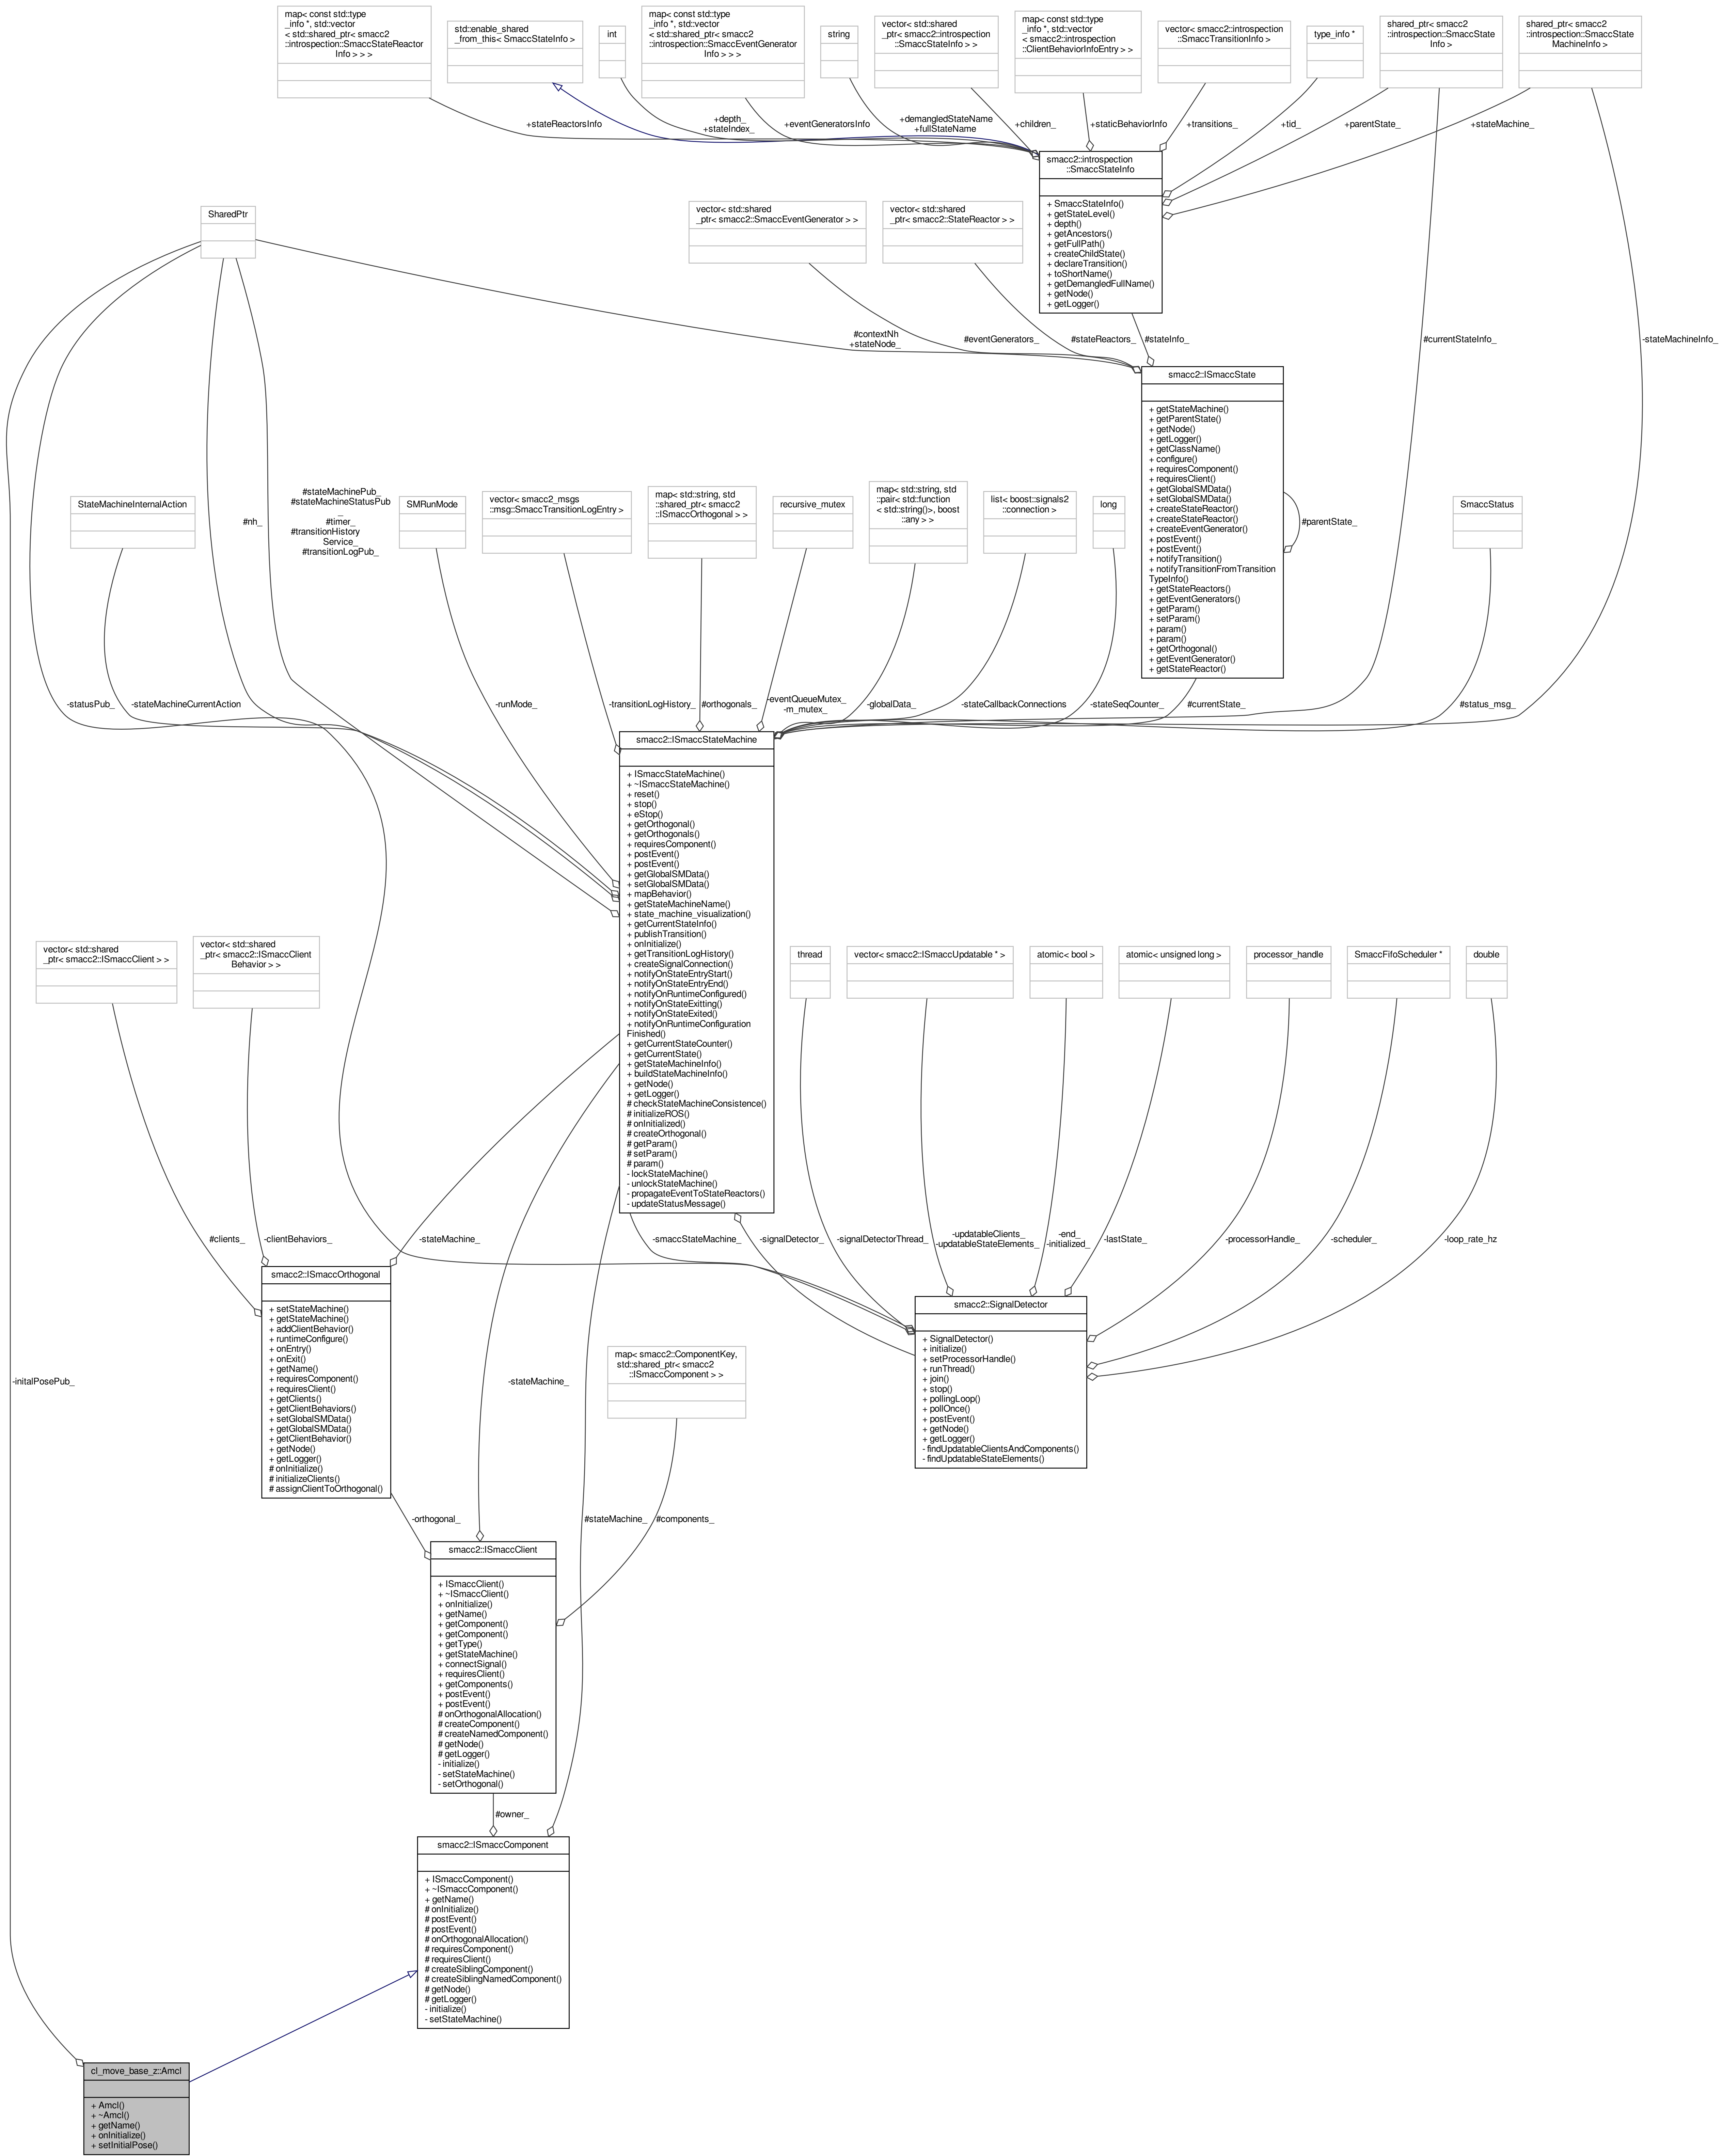 map< const std::type
_info *, std::vector
< std::shared_ptr< smacc2
::introspection::SmaccStateReactor
Info > > >
std::enable_shared
_from_this< SmaccStateInfo >
int
map< const std::type
_info *, std::vector
< std::shared_ptr< smacc2
::introspection::SmaccEventGenerator
Info > > >
string
vector< std::shared
_ptr< smacc2::introspection
::SmaccStateInfo > >
map< const std::type
_info *, std::vector
< smacc2::introspection
::ClientBehaviorInfoEntry > >
vector< smacc2::introspection
::SmaccTransitionInfo >
type_info *
shared_ptr< smacc2
::introspection::SmaccState
Info >
shared_ptr< smacc2
::introspection::SmaccState
MachineInfo >
+stateReactorsInfo
+depth_
+stateIndex_
+eventGeneratorsInfo
+demangledStateName
+fullStateName
+children_
+staticBehaviorInfo
+transitions_
+tid_
+parentState_
+stateMachine_
smacc2::introspection
::SmaccStateInfo
+ SmaccStateInfo()
+ getStateLevel()
+ depth()
+ getAncestors()
+ getFullPath()
+ createChildState()
+ declareTransition()
+ toShortName()
+ getDemangledFullName()
+ getNode()
+ getLogger()
SharedPtr
vector< std::shared
_ptr< smacc2::SmaccEventGenerator > >
vector< std::shared
_ptr< smacc2::StateReactor > >
#contextNh
+stateNode_
#eventGenerators_
#stateReactors_
#stateInfo_
#currentStateInfo_
-stateMachineInfo_
smacc2::ISmaccState
+ getStateMachine()
+ getParentState()
+ getNode()
+ getLogger()
+ getClassName()
+ configure()
+ requiresComponent()
+ requiresClient()
+ getGlobalSMData()
+ setGlobalSMData()
+ createStateReactor()
+ createStateReactor()
+ createEventGenerator()
+ postEvent()
+ postEvent()
+ notifyTransition()
+ notifyTransitionFromTransition
TypeInfo()
+ getStateReactors()
+ getEventGenerators()
+ getParam()
+ setParam()
+ param()
+ param()
+ getOrthogonal()
+ getEventGenerator()
+ getStateReactor()
#parentState_
StateMachineInternalAction
#nh_
#stateMachinePub_
#stateMachineStatusPub
_
#timer_
#transitionHistory
Service_
#transitionLogPub_
SMRunMode
vector< smacc2_msgs
::msg::SmaccTransitionLogEntry >
map< std::string, std
::shared_ptr< smacc2
::ISmaccOrthogonal > >
recursive_mutex
map< std::string, std
::pair< std::function
< std::string()>, boost
::any > >
list< boost::signals2
::connection >
long
SmaccStatus
-statusPub_
-stateMachineCurrentAction
-runMode_
-transitionLogHistory_
#orthogonals_
-eventQueueMutex_
-m_mutex_
-globalData_
-stateCallbackConnections
-stateSeqCounter_
#currentState_
#status_msg_
smacc2::ISmaccStateMachine
+ ISmaccStateMachine()
+ ~ISmaccStateMachine()
+ reset()
+ stop()
+ eStop()
+ getOrthogonal()
+ getOrthogonals()
+ requiresComponent()
+ postEvent()
+ postEvent()
+ getGlobalSMData()
+ setGlobalSMData()
+ mapBehavior()
+ getStateMachineName()
+ state_machine_visualization()
+ getCurrentStateInfo()
+ publishTransition()
+ onInitialize()
+ getTransitionLogHistory()
+ createSignalConnection()
+ notifyOnStateEntryStart()
+ notifyOnStateEntryEnd()
+ notifyOnRuntimeConfigured()
+ notifyOnStateExitting()
+ notifyOnStateExited()
+ notifyOnRuntimeConfiguration
Finished()
+ getCurrentStateCounter()
+ getCurrentState()
+ getStateMachineInfo()
+ buildStateMachineInfo()
+ getNode()
+ getLogger()
# checkStateMachineConsistence()
# initializeROS()
# onInitialized()
# createOrthogonal()
# getParam()
# setParam()
# param()
- lockStateMachine()
- unlockStateMachine()
- propagateEventToStateReactors()
- updateStatusMessage()
vector< std::shared
_ptr< smacc2::ISmaccClient > >
vector< std::shared
_ptr< smacc2::ISmaccClient
Behavior > >
thread
vector< smacc2::ISmaccUpdatable * >
atomic< bool >
atomic< unsigned long >
processor_handle
SmaccFifoScheduler *
double
#clients_
-clientBehaviors_
-stateMachine_
-smaccStateMachine_
-signalDetector_
-signalDetectorThread_
-updatableClients_
-updatableStateElements_
-end_
-initialized_
-lastState_
-processorHandle_
-scheduler_
-loop_rate_hz
smacc2::ISmaccOrthogonal
+ setStateMachine()
+ getStateMachine()
+ addClientBehavior()
+ runtimeConfigure()
+ onEntry()
+ onExit()
+ getName()
+ requiresComponent()
+ requiresClient()
+ getClients()
+ getClientBehaviors()
+ setGlobalSMData()
+ getGlobalSMData()
+ getClientBehavior()
+ getNode()
+ getLogger()
# onInitialize()
# initializeClients()
# assignClientToOrthogonal()
smacc2::SignalDetector
+ SignalDetector()
+ initialize()
+ setProcessorHandle()
+ runThread()
+ join()
+ stop()
+ pollingLoop()
+ pollOnce()
+ postEvent()
+ getNode()
+ getLogger()
- findUpdatableClientsAndComponents()
- findUpdatableStateElements()
-initalPosePub_
-stateMachine_
map< smacc2::ComponentKey,
std::shared_ptr< smacc2
::ISmaccComponent > >
-orthogonal_
#stateMachine_
#components_
smacc2::ISmaccClient
+ ISmaccClient()
+ ~ISmaccClient()
+ onInitialize()
+ getName()
+ getComponent()
+ getComponent()
+ getType()
+ getStateMachine()
+ connectSignal()
+ requiresClient()
+ getComponents()
+ postEvent()
+ postEvent()
# onOrthogonalAllocation()
# createComponent()
# createNamedComponent()
# getNode()
# getLogger()
- initialize()
- setStateMachine()
- setOrthogonal()
#owner_
smacc2::ISmaccComponent
+ ISmaccComponent()
+ ~ISmaccComponent()
+ getName()
# onInitialize()
# postEvent()
# postEvent()
# onOrthogonalAllocation()
# requiresComponent()
# requiresClient()
# createSiblingComponent()
# createSiblingNamedComponent()
# getNode()
# getLogger()
- initialize()
- setStateMachine()
cl_move_base_z::Amcl
+ Amcl()
+ ~Amcl()
+ getName()
+ onInitialize()
+ setInitialPose()